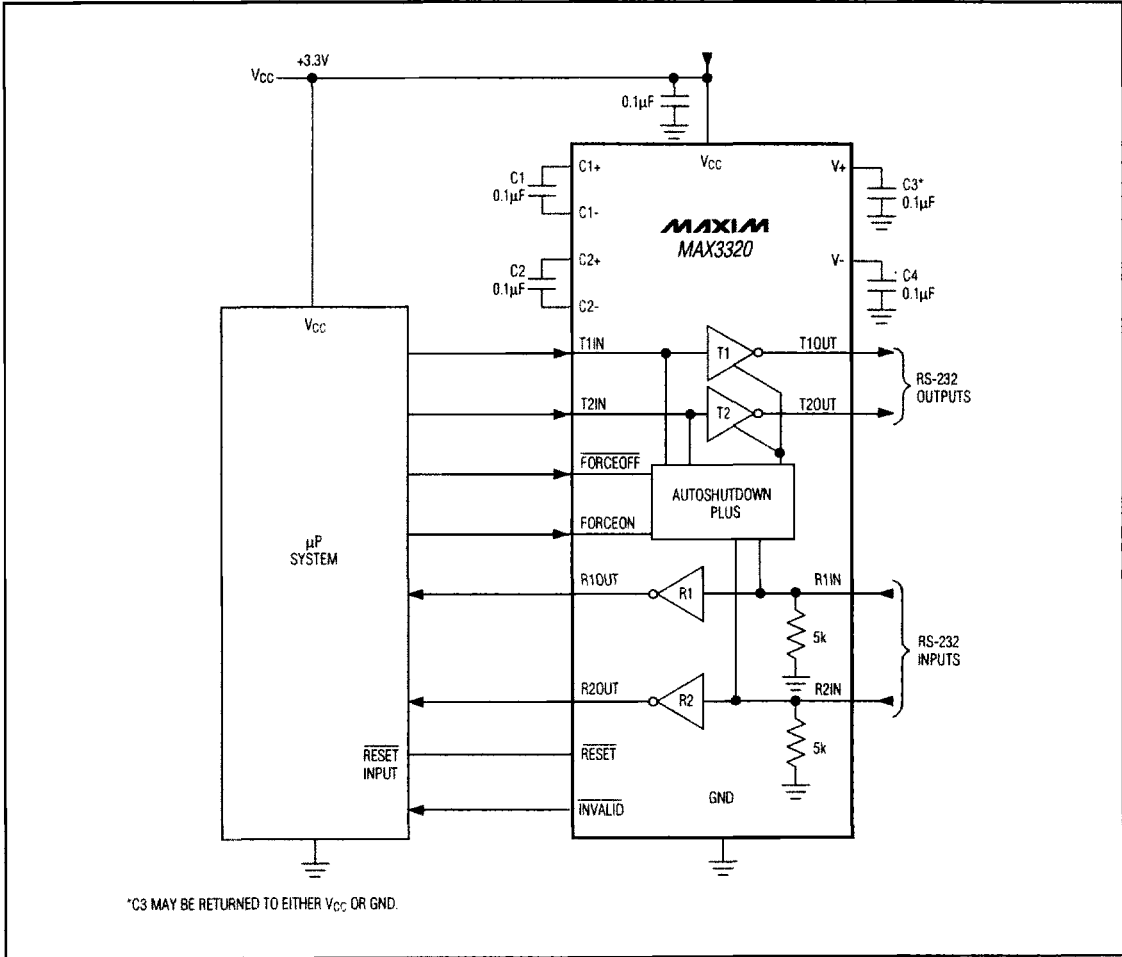 +3.3V
VCC
0.1µF
VCC
C1+
C1
0.1µF
C1-
V+
C3*
0.1µF
MAXIM
MAX3320
C2+
C2
0.1µF
C2-
V-
C4
0.1µF
VCC
T1IN
T1
T1OUT
T2IN
T2
T2OUT
RS-232
OUTPUTS
FORCEOFF
AUTOSHUTDOWN
PLUS
FORCEON
µP
SYSTEM
R1OUT
R1
R1IN
5k
RS-232
INPUTS
R2OUT
R2
R2IN
5k
RESET
INPUT
RESET
INVALID
GND
*C3 MAY BE RETURNED TO EITHER VCC OR GND.